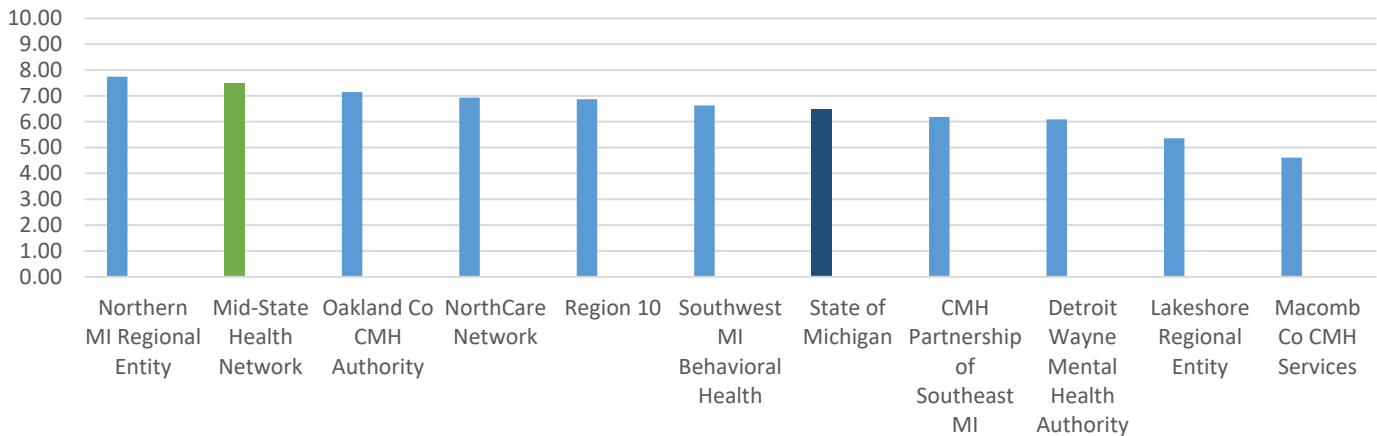 10.00
9.00
8.00
7.00
6.00
5.00
4.00
3.00
2.00
1.00
0.00
Northern
MI Regional
Entity
Mid-State
Health
Network
Oakland Co
CMH
Authority
NorthCare
Network
Region 10
Southwest
MI
Behavioral
Health
State of
Michigan
CMH
Partnership
of
Southeast
MI
Detroit
Wayne
Mental
Health
Authority
Lakeshore
Regional
Entity
Macomb
Co CMH
Services